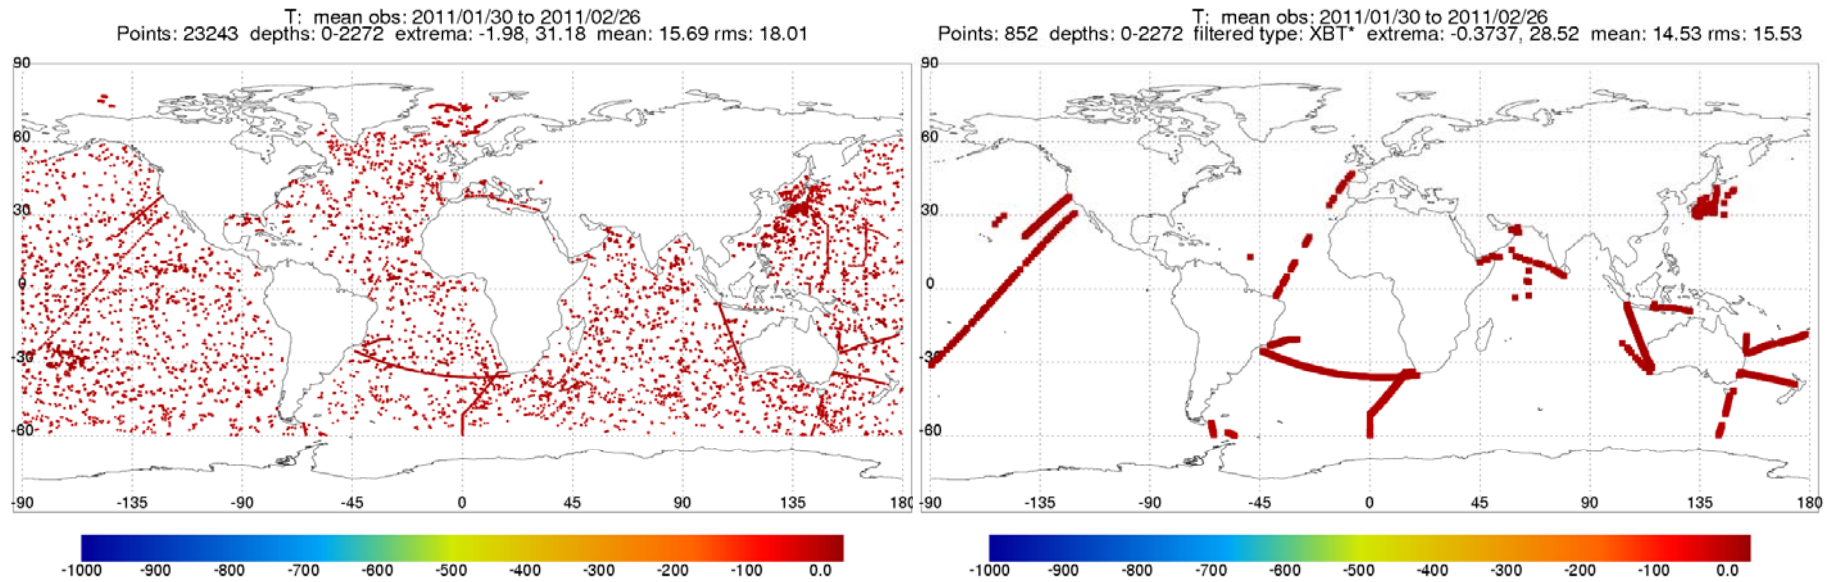 T: mean obs: 2011/01/30 to 2011/02/26
Points: 23243 depths: 0-2272 extrema: -1.98, 31.18 mean: 15.69 rms: 18.01
90
60
30
0
-30
-60
-90 -135 -90 -45 0 45 90 135 180
-1000 -900 -800 -700 -600 -500 -400 -300 -200 -100 0.0
T: mean obs: 2011/01/30 to 2011/02/26
Points: 852 depths: 0-2272 filtered type: XBT* extrema: -0.3737, 28.52 mean: 14.53 rms: 15.53
90
60
30
0
-30
-60
-90 -135 -90 -45 0 45 90 135 180
-1000 -900 -800 -700 -600 -500 -400 -300 -200 -100 0.0